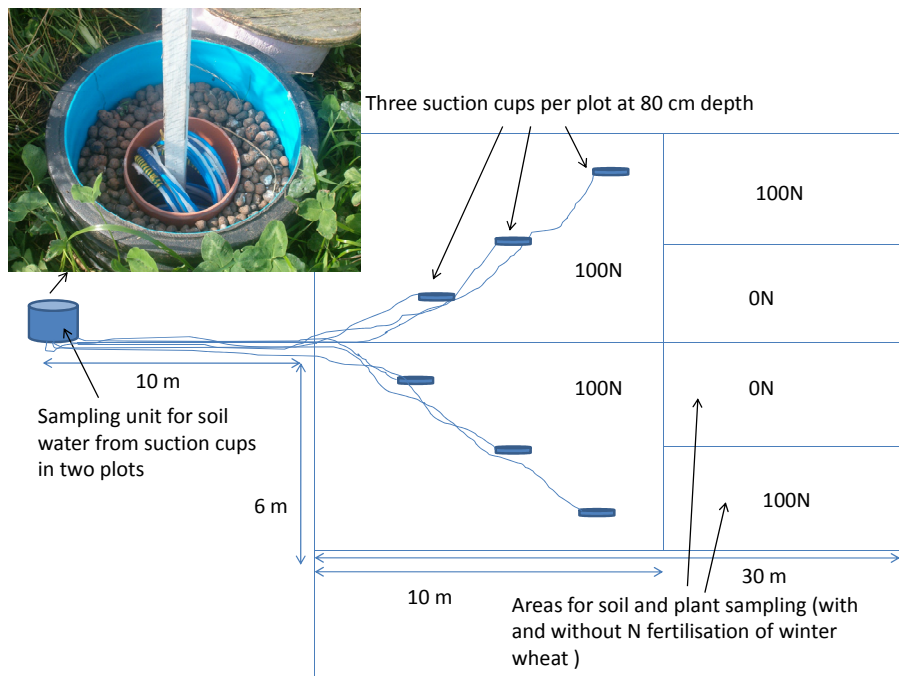 Three suction cups per plot at 80 cm depth
100N
100N
0N
10 m
100N
0N
Sampling unit for soil
water from suction cups
in two plots
6 m
100N
10 m
30 m
Areas for soil and plant sampling (with
and without N fertilisation of winter
wheat )